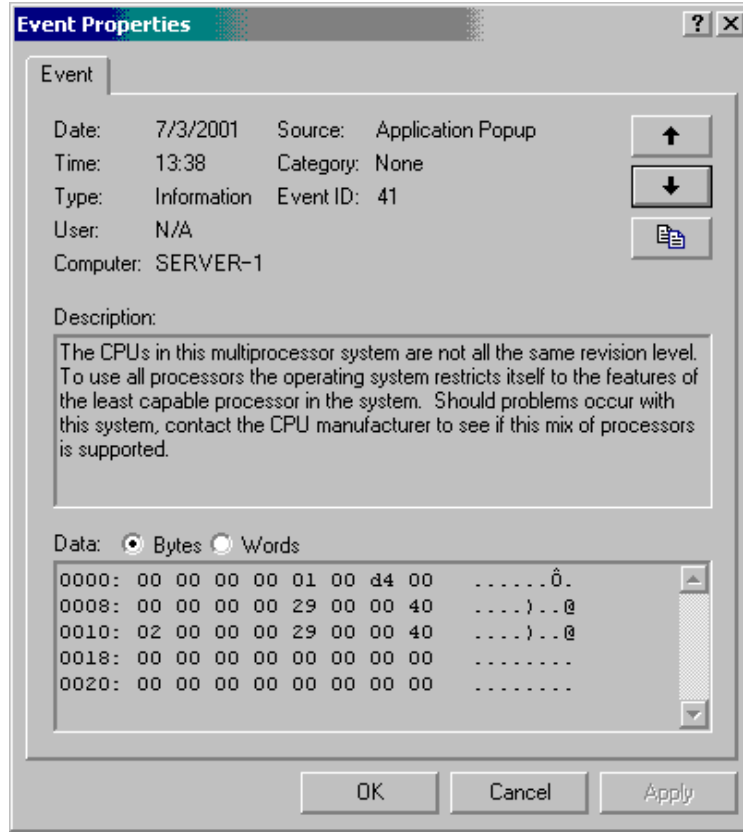 Event Properties
Event
Date: 7/3/2001 Source: Application Popup
Time: 13:38 Category: None
Type: Information Event ID: 41
User: N/A
Computer: SERVER-1
Description:
The CPUs in this multiprocessor system are not all the same revision level.
To use all processors the operating system restricts itself to the features of
the least capable processor in the system.  Should problems occur with
this system, contact the CPU manufacturer to see if this mix of processors
is supported.
Data: Bytes Words
0000: 00 00 00 00 01 00 d4 00 ......Ô.
0008: 00 00 00 00 29 00 00 40 ....)..@
0010: 02 00 00 00 29 00 00 40 ....)..@
0018: 00 00 00 00 00 00 00 00 ........
0020: 00 00 00 00 00 00 00 00 ........
OK Cancel Apply